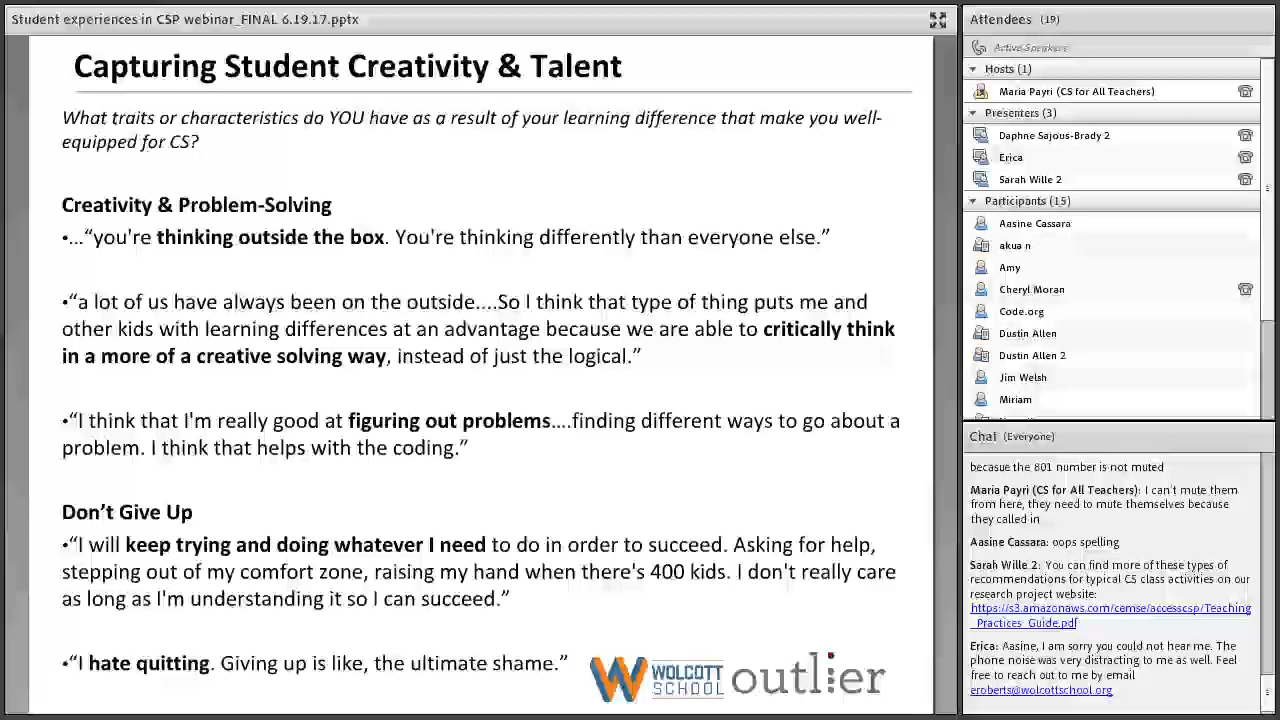 Student experiences in CSP webinar_FINAL 6.19.17.pptx
Capturing Student Creativity & Talent
What traits or characteristics do YOU have as a result of your learning difference that make you well-
equipped for CS?
Creativity & Problem-Solving
•…“you're thinking outside the box. You're thinking differently than everyone else.”
•“a lot of us have always been on the outside....So I think that type of thing puts me and
other kids with learning differences at an advantage because we are able to critically think
in a more of a creative solving way, instead of just the logical.”
•“I think that I'm really good at figuring out problems....finding different ways to go about a
problem. I think that helps with the coding.”
Don’t Give Up
•“I will keep trying and doing whatever I need to do in order to succeed. Asking for help,
stepping out of my comfort zone, raising my hand when there's 400 kids. I don't really care
as long as I'm understanding it so I can succeed.”
•“I hate quitting. Giving up is like, the ultimate shame.”
WOLCOTT
SCHOOL
outlier
Attendees (19)
Active Speakers
Hosts (1)
Maria Payri (CS for All Teachers)
Presenters (3)
Daphne Sajous-Brady 2
Erica
Sarah Wille 2
Participants (15)
Aasine Cassara
akua n
Amy
Cheryl Moran
Code.org
Dustin Allen
Dustin Allen 2
Jim Welsh
Miriam
Chat (Everyone)
becasue the 801 number is not muted
Maria Payri (CS for All Teachers): I can't mute them
from here, they need to mute themselves because
they called in
Aasine Cassara: oops spelling
Sarah Wille 2: You can find more of these types of
recommendations for typical CS class activities on our
research project website:
https://s3.amazonaws.com/cemse/accesscsp/Teaching
_Practices_Guide.pdf
Erica: Aasine, I am sorry you could not hear me. The
phone noise was very distracting to me as well. Feel
free to reach out to me by email
eroberts@wolcottschool.org